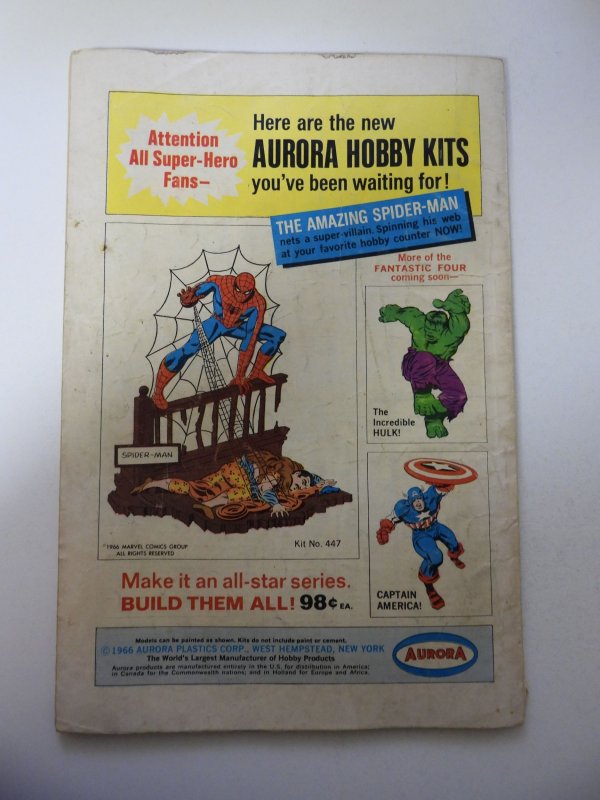 Attention
All Super-Hero
Fans—
Here are the new
AURORA HOBBY KITS
you've been waiting for!
THE AMAZING SPIDER-MAN
nets a super-villain. Spinning his web
at your favorite hobby counter NOW!
More of the
FANTASTIC FOUR
coming soon—
The
Incredible
HULK!
SPIDER-MAN
©1966 MARVEL COMICS GROUP
ALL RIGHTS RESERVED
Kit No. 447
CAPTAIN
AMERICA!
Make it an all-star series.
BUILD THEM ALL! 98¢ EA.
Models can be painted as shown. Kits do not include paint or cement.
© 1966 AURORA PLASTICS CORP., WEST HEMPSTEAD, NEW YORK
The World's Largest Manufacturer of Hobby Products
Aurora products are manufactured entirely in the U.S. for distribution in America;
in Canada for the Commonwealth nations; and in Holland for Europe and Africa.
AURORA